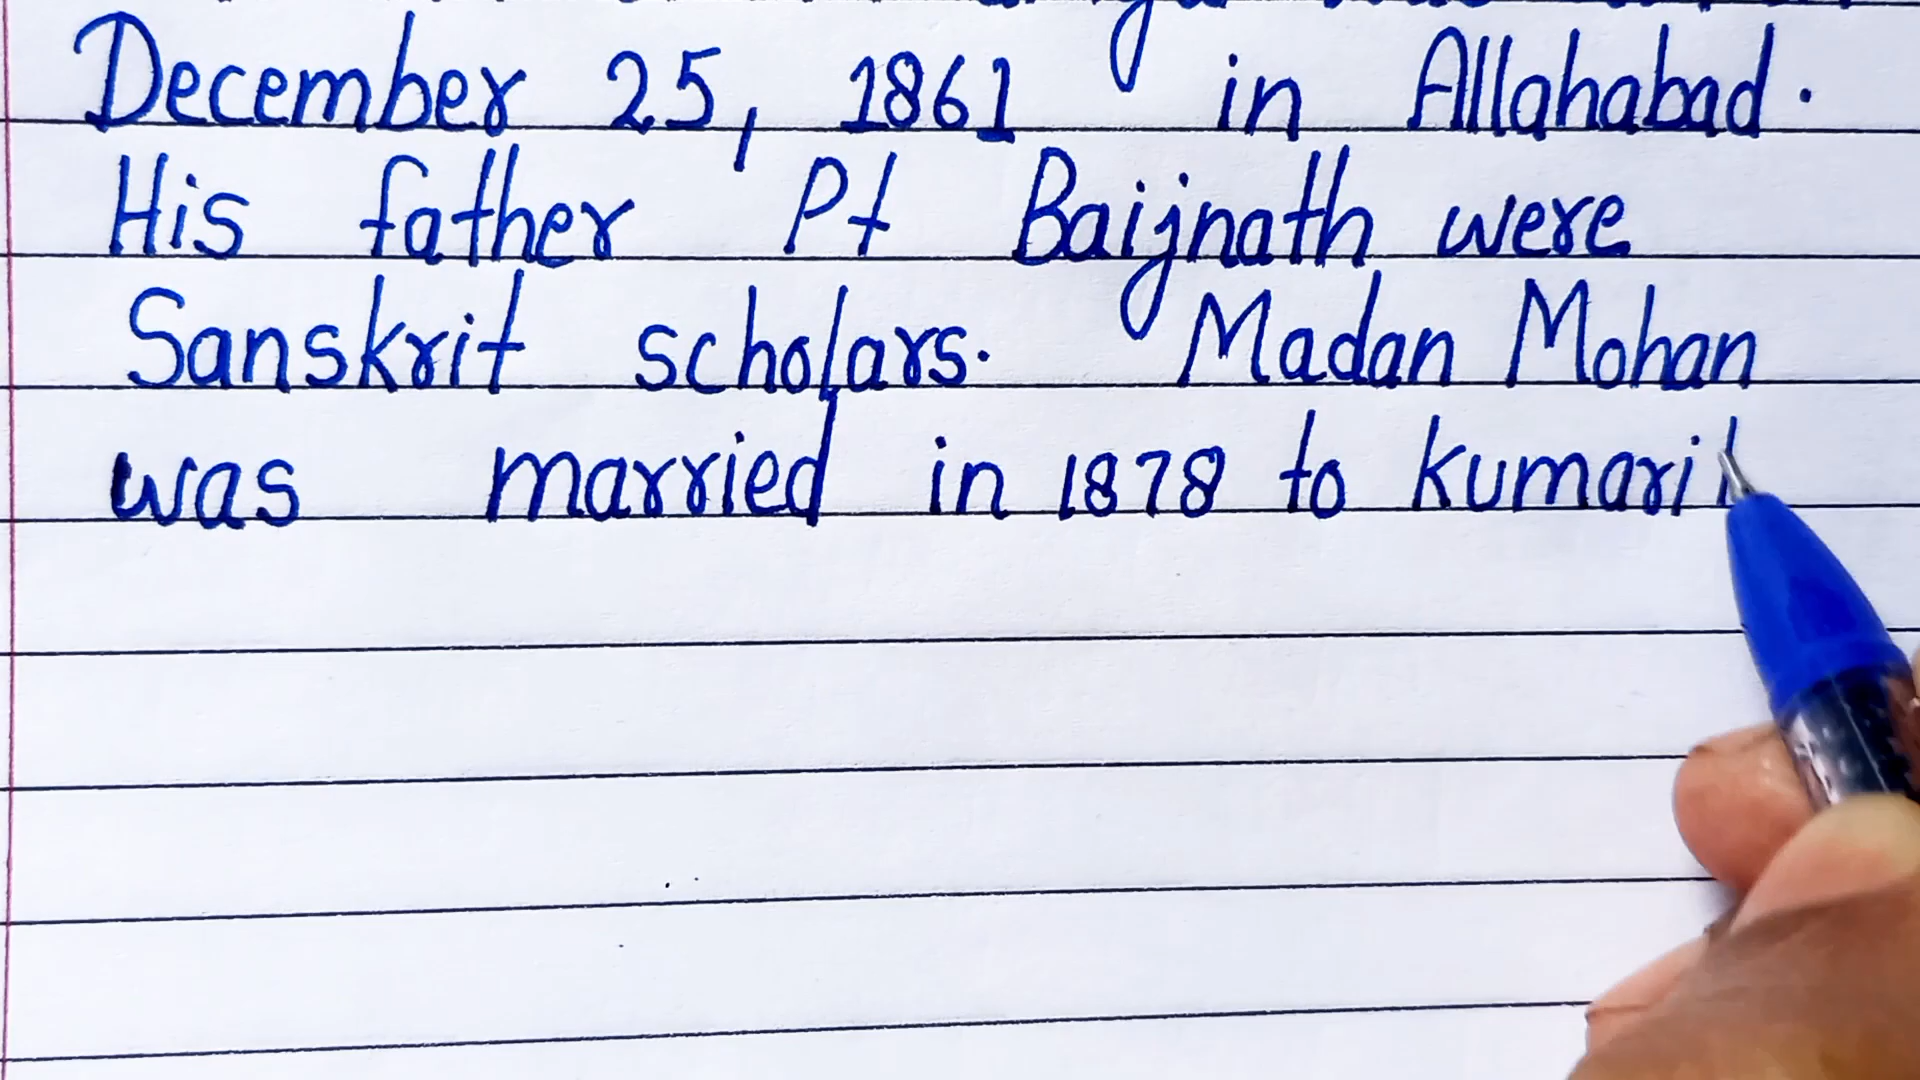 December 25, 1861 in Allahabad.
His father Pt Baijnath were
Sanskrit scholars. Madan Mohan
was married in 1878 to Kumari